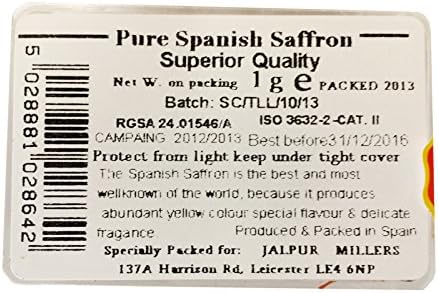 Pure Spanish Saffron
Superior Quality
Net W. on packing 1 g e PACKED 2013
Batch: SC/TLL/10/13
RGSA 24.01546/A ISO 3632-2-CAT. II
CAMPAING 2012/2013 Best before31/12/2016
Protect from light keep under tight cover
The Spanish Saffron is the best and most
wellknown of the world, because it produces
abundant yellow colour special flavour & delicate
fragance. Produced & Packed in Spain
Specially Packed for: JALPUR MILLERS
137A Harrison Rd, Leicester LE4 6NP
5 028881 028642